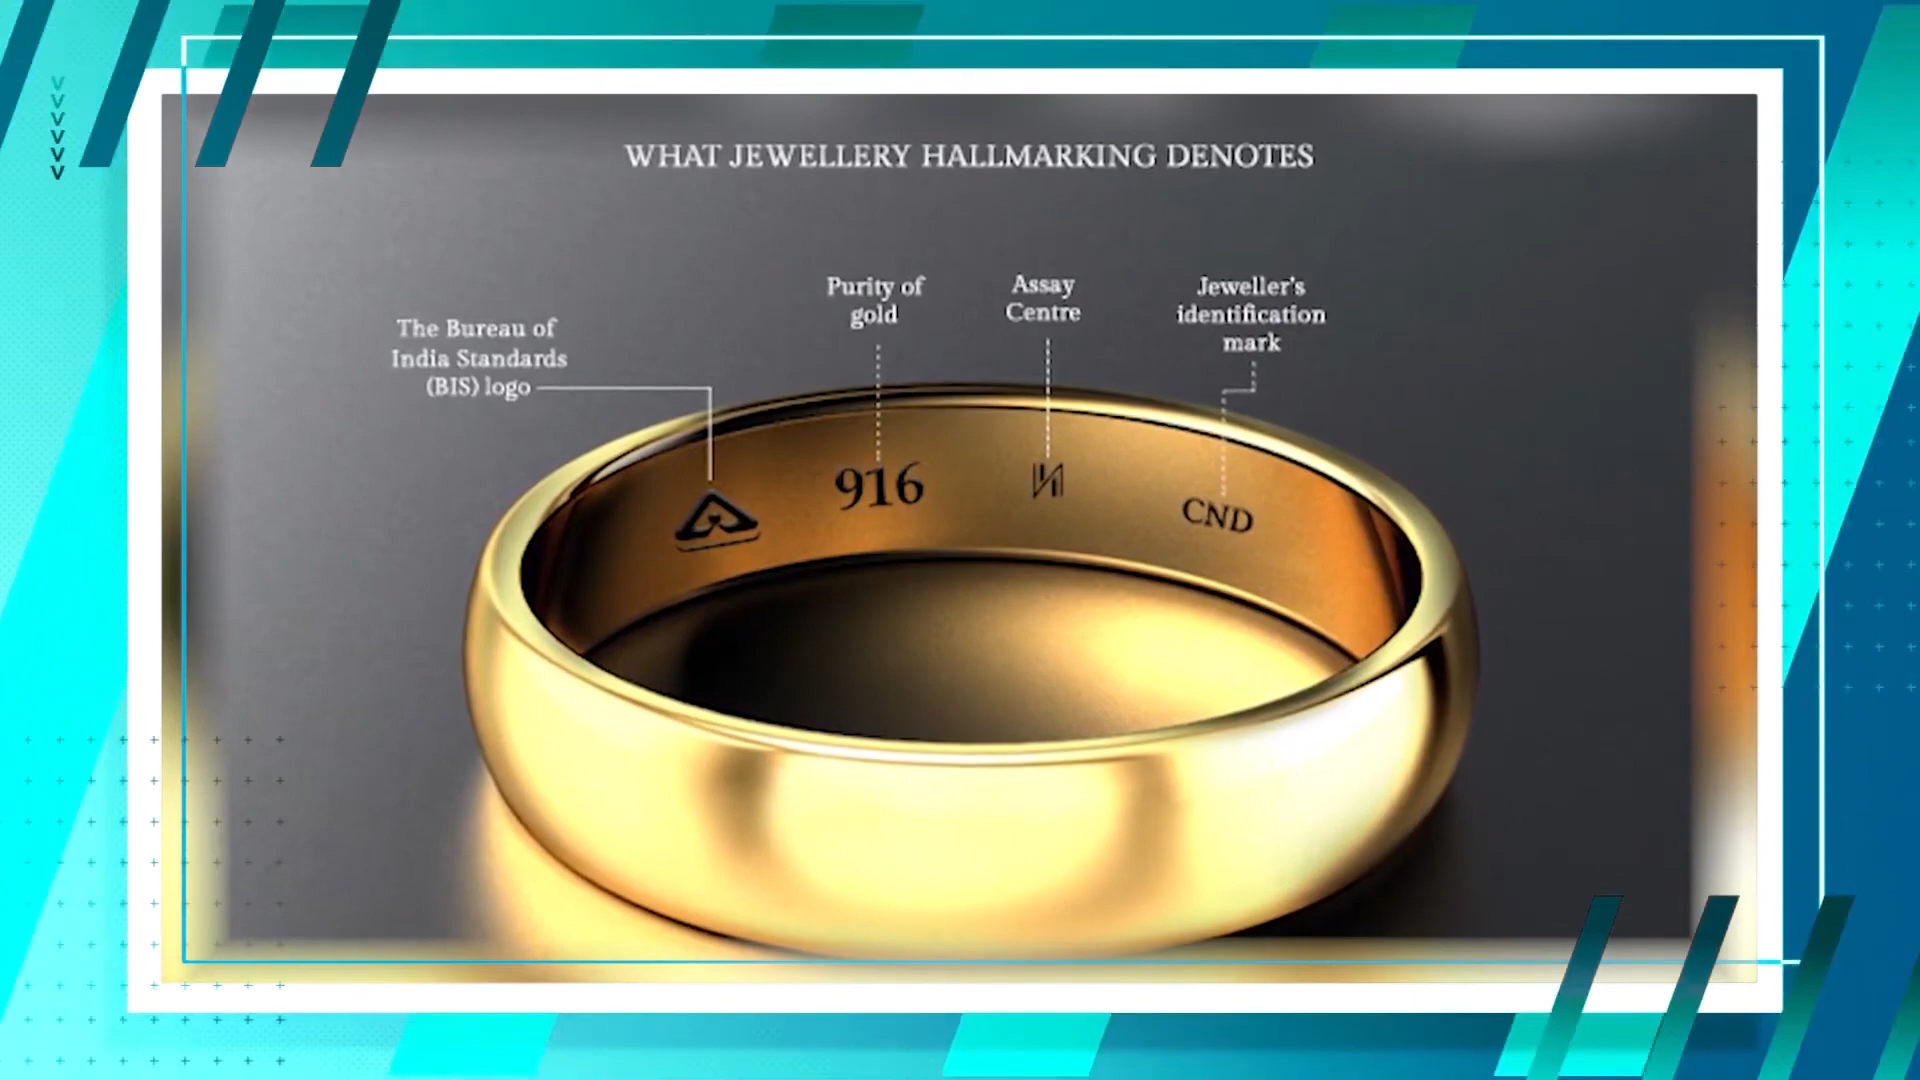 WHAT JEWELLERY HALLMARKING DENOTES
The Bureau of
India Standards
(BIS) logo
Purity of
gold
Assay
Centre
Jeweller's
identification
mark
916
CND